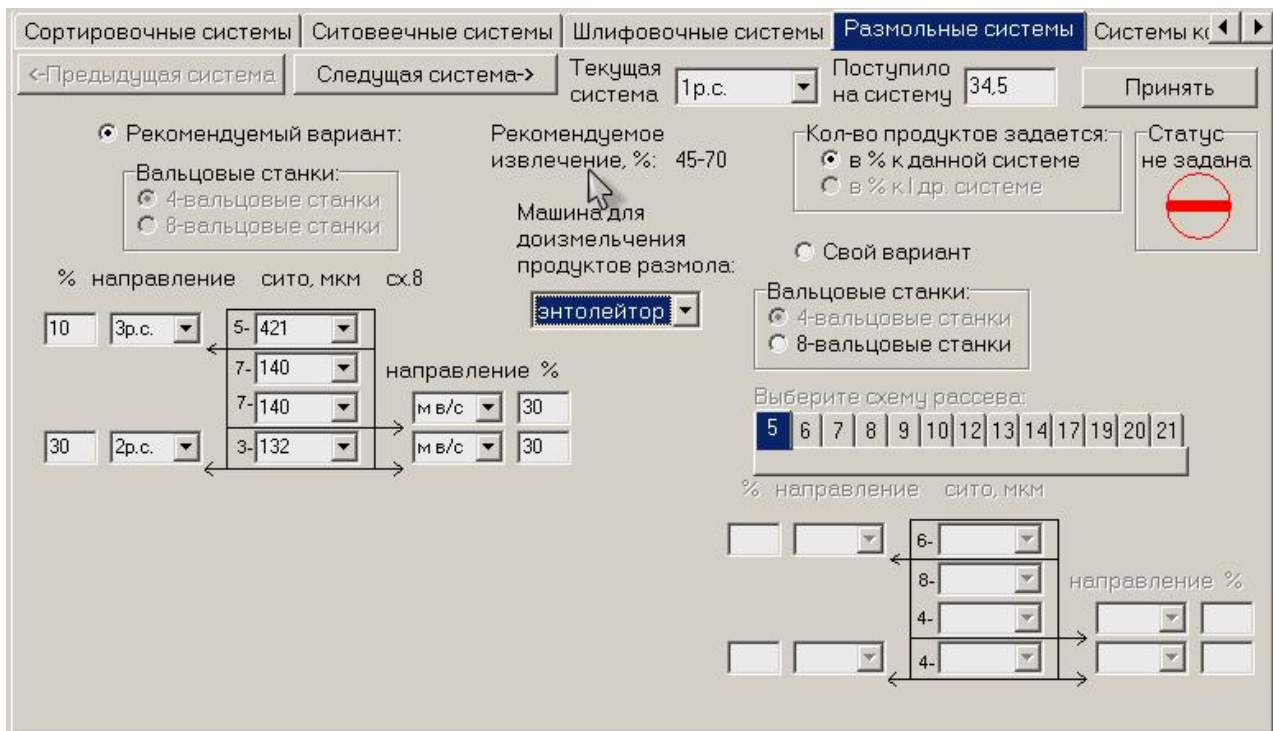 Сортировочные системы Ситовеечные системы Шлифовочные системы Размольные системы Системы кс
<-Предыдущая система Следущая система-> Текущая система 1р.с. Поступило на систему 34,5 Принять
Рекомендуемый вариант:
Вальцовые станки:
4-вальцовые станки
8-вальцовые станки
Рекомендуемое
извлечение, %: 45-70
Машина для
доизмельчения
продуктов размола:
энтолейтор
Кол-во продуктов задается:
в % к данной системе
в % к I др. системе
Статус
не задана
% направление сито, мкм сх.8
10 3р.с. 5- 421
7- 140
направление %
7- 140 м в/с 30
30 2р.с. 3- 132 м в/с 30
Свой вариант
Вальцовые станки:
4-вальцовые станки
8-вальцовые станки
Выберите схему рассева:
5 6 7 8 9 10 12 13 14 17 19 20 21
% направление сито, мкм
6-
8-
направление %
4-
4-